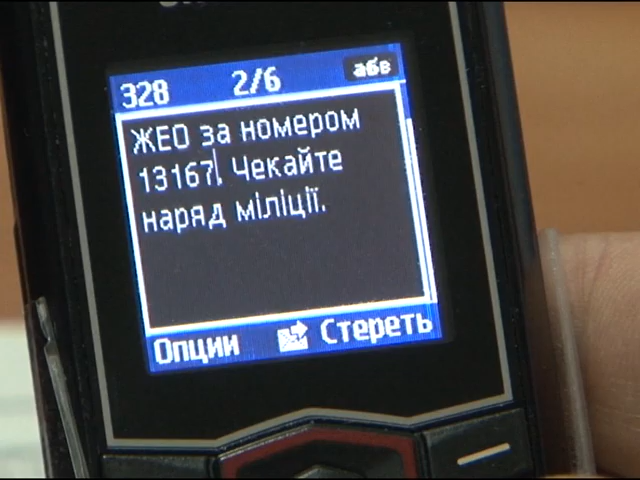 328 2/6 абв
ЖЕО за номером
13167. Чекайте
наряд міліції.
Опции Стереть